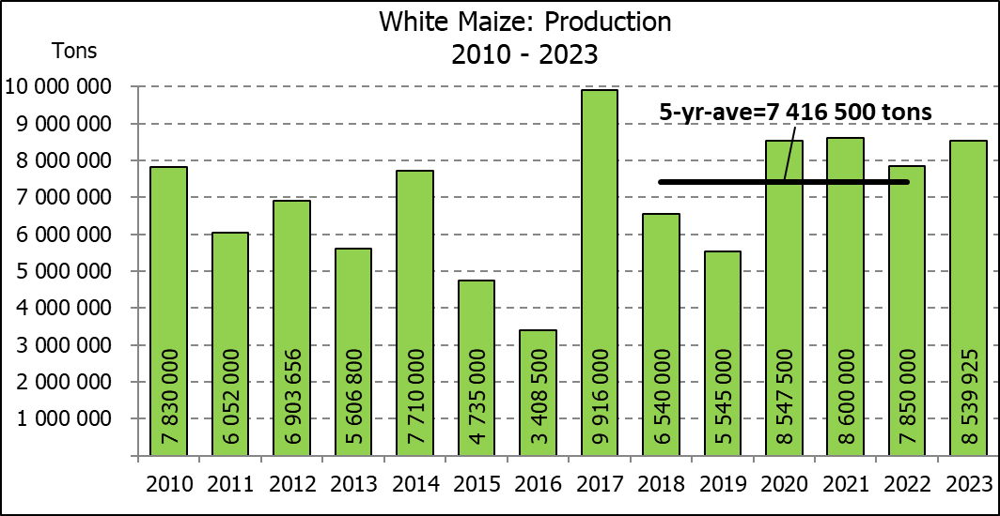 White Maize: Production
2010 - 2023
Tons
10 000 000
9 000 000
8 000 000
7 000 000
6 000 000
5 000 000
4 000 000
3 000 000
2 000 000
1 000 000
5-yr-ave=7 416 500 tons
7 830 000
6 052 000
6 903 656
5 606 800
7 710 000
4 735 000
3 408 500
9 916 000
6 540 000
5 545 000
8 547 500
8 600 000
7 850 000
8 539 925
2010 2011 2012 2013 2014 2015 2016 2017 2018 2019 2020 2021 2022 2023